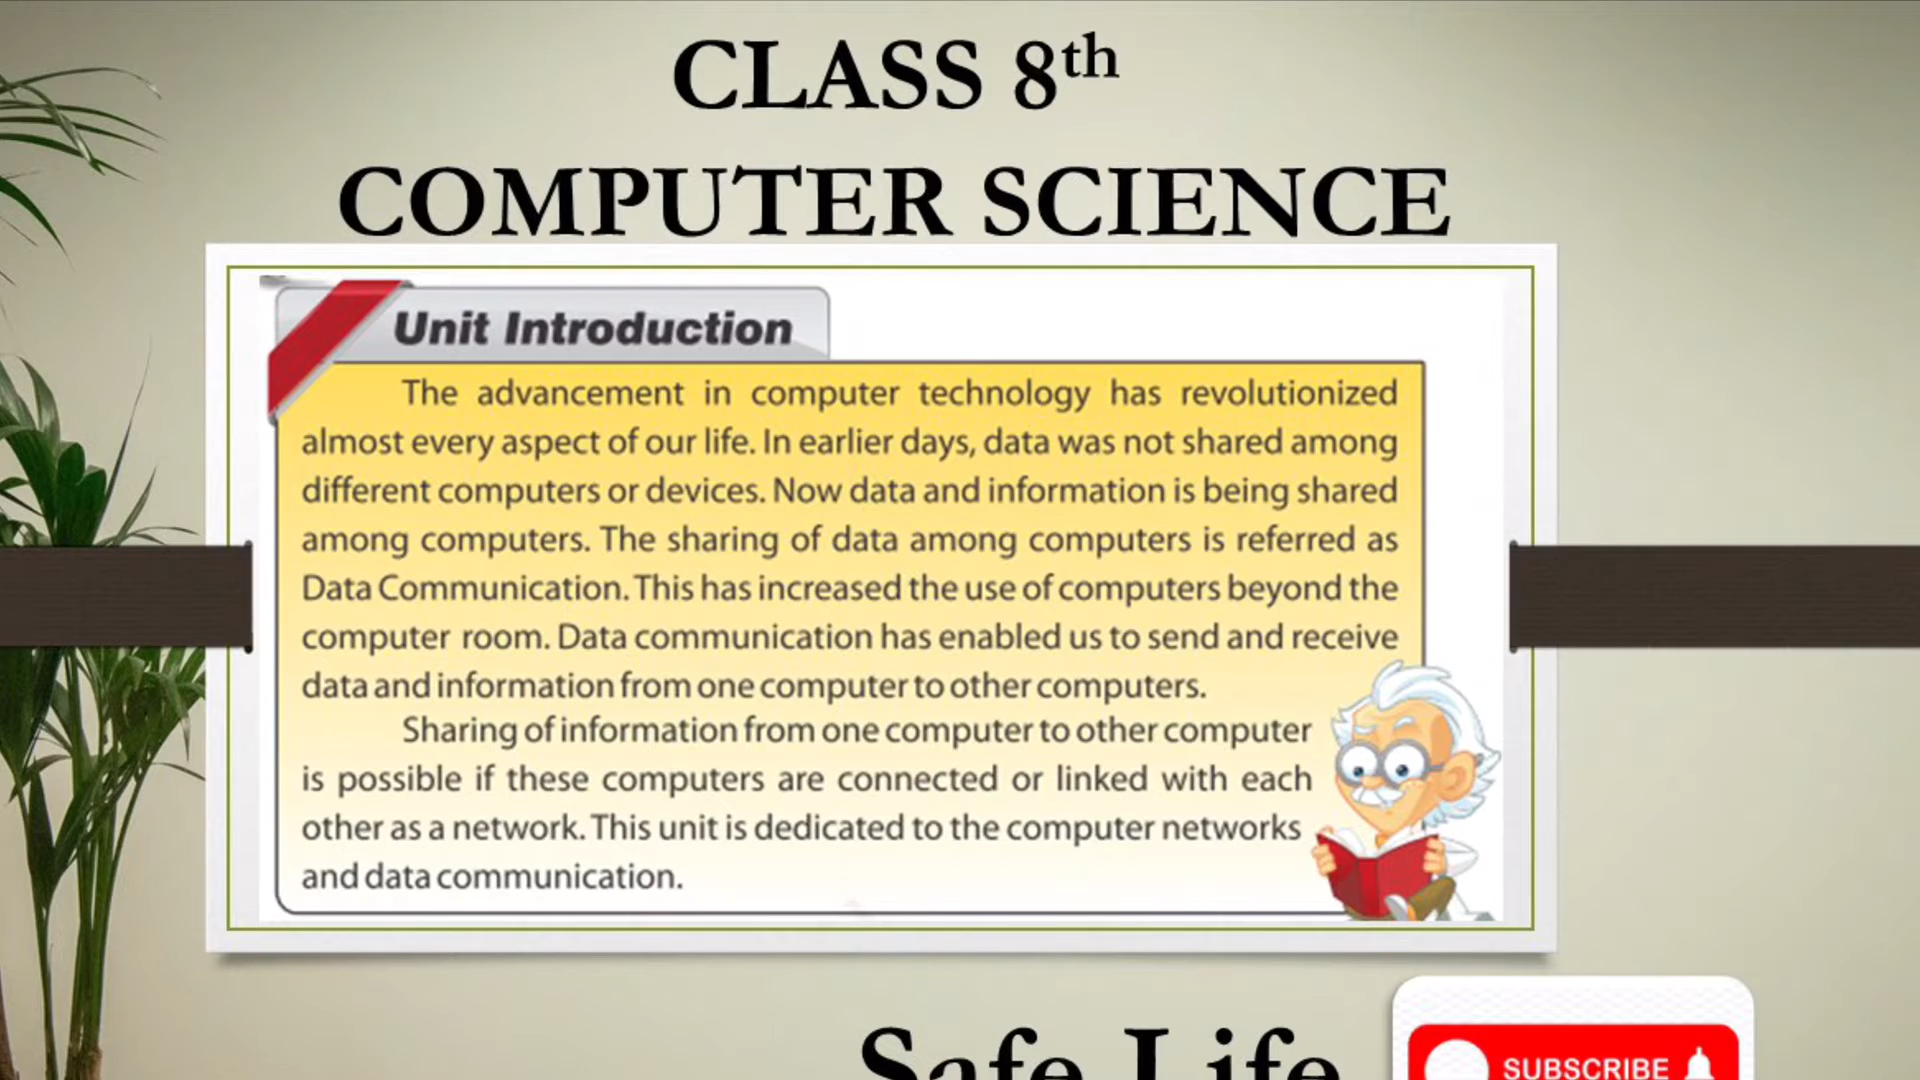 CLASS 8th
COMPUTER SCIENCE
Unit Introduction
The advancement in computer technology has revolutionized
almost every aspect of our life. In earlier days, data was not shared among
different computers or devices. Now data and information is being shared
among computers. The sharing of data among computers is referred as
Data Communication. This has increased the use of computers beyond the
computer room. Data communication has enabled us to send and receive
data and information from one computer to other computers.
Sharing of information from one computer to other computer
is possible if these computers are connected or linked with each
other as a network. This unit is dedicated to the computer networks
and data communication.
Safe Life
SUBSCRIBE